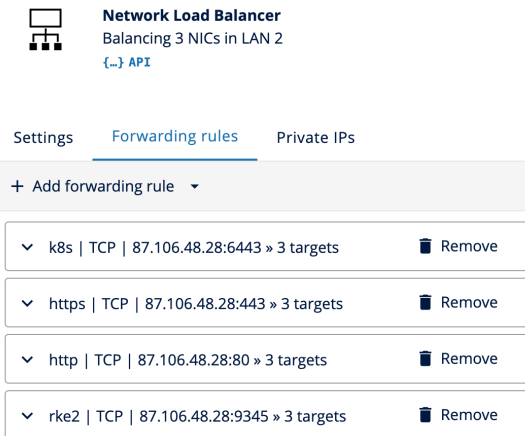 Network Load Balancer
Balancing 3 NICs in LAN 2
{...} API
Settings Forwarding rules Private IPs
+ Add forwarding rule
k8s | TCP | 87.106.48.28:6443 » 3 targets Remove
https | TCP | 87.106.48.28:443 » 3 targets Remove
http | TCP | 87.106.48.28:80 » 3 targets Remove
rke2 | TCP | 87.106.48.28:9345 » 3 targets Remove